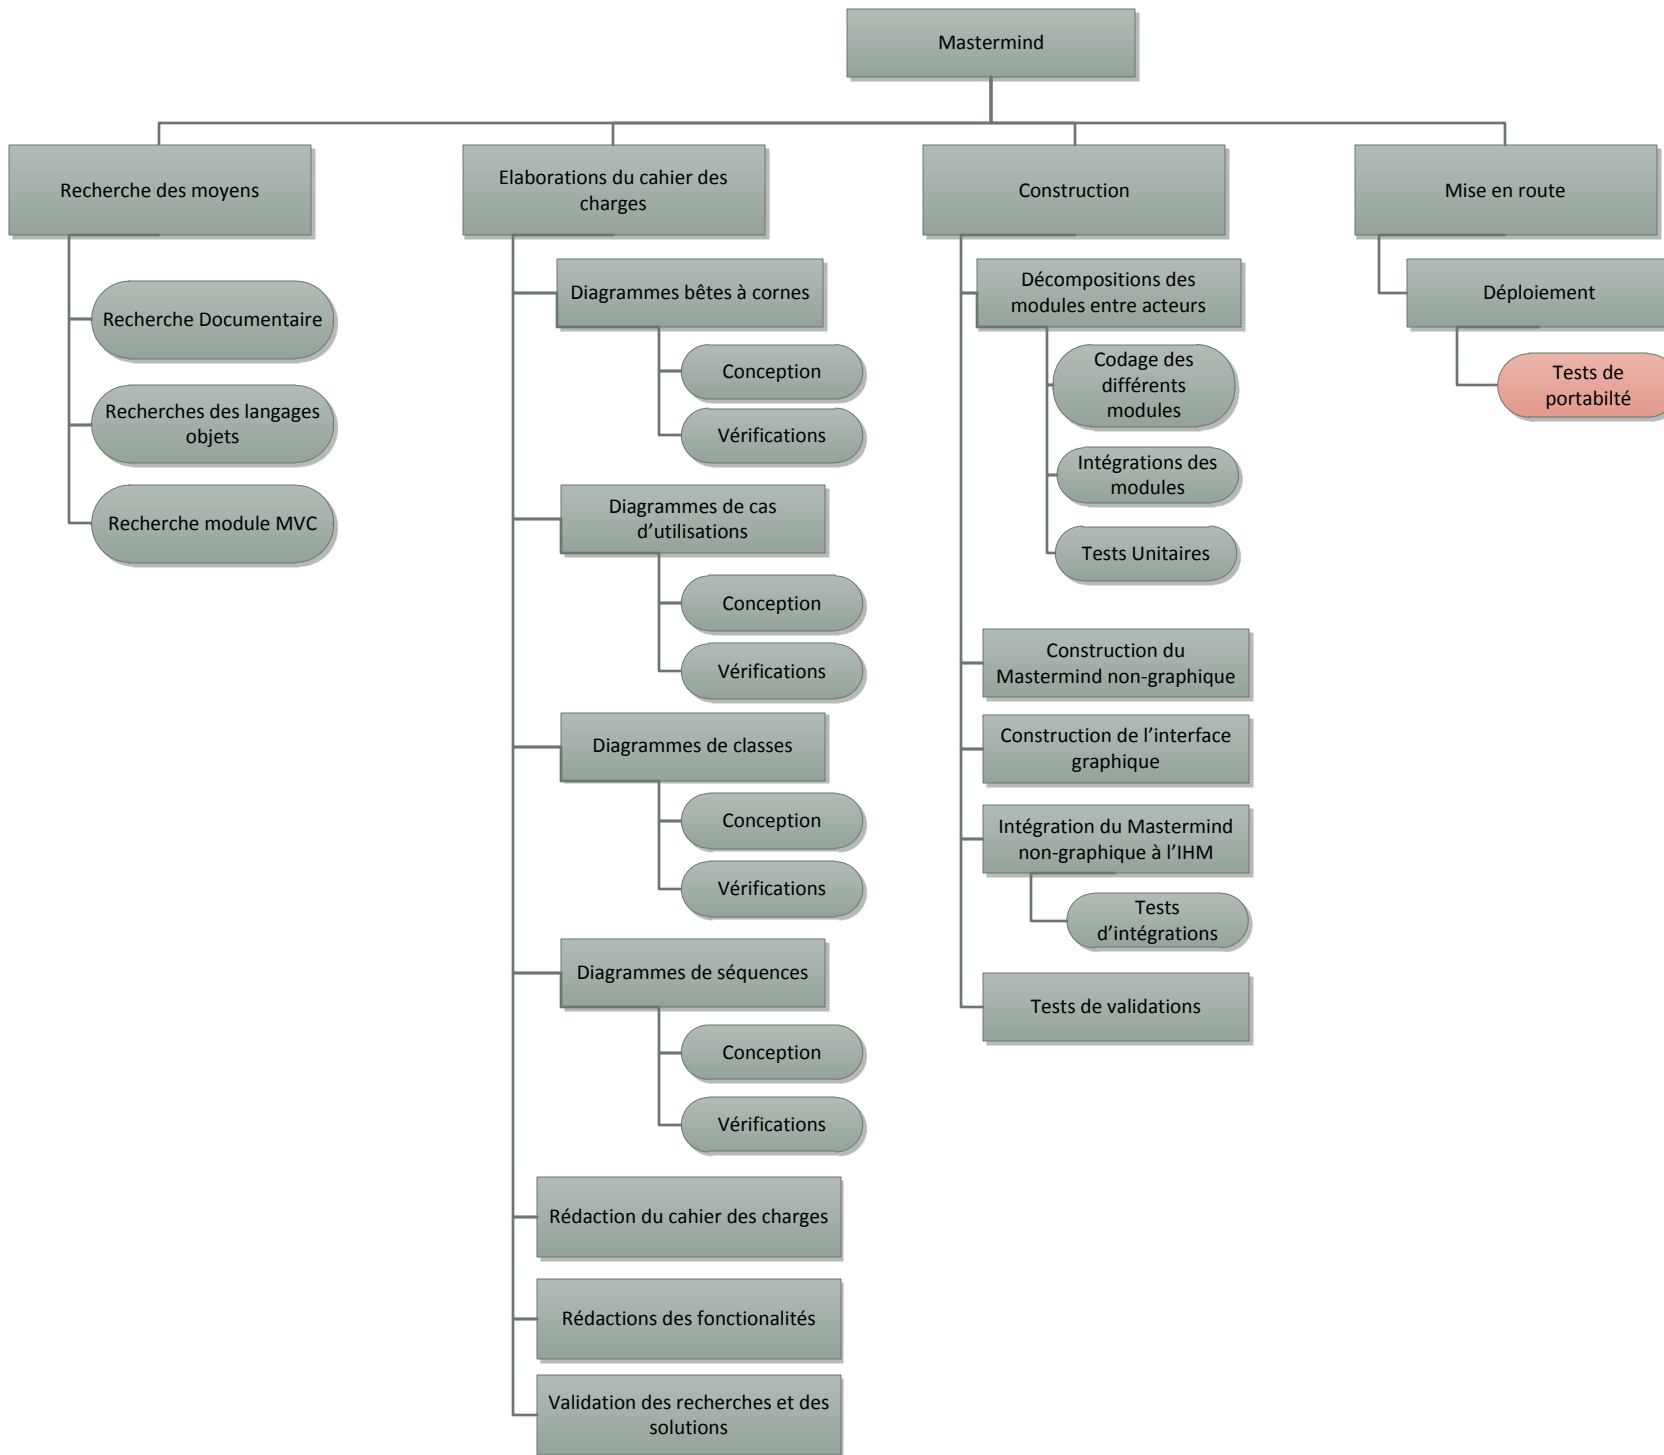 Mastermind
Recherche des moyens
Recherche Documentaire
Recherches des langages
objets
Recherche module MVC
Elaborations du cahier des
charges
Diagrammes bêtes à cornes
Conception
Vérifications
Diagrammes de cas
d’utilisations
Conception
Vérifications
Diagrammes de classes
Conception
Vérifications
Diagrammes de séquences
Conception
Vérifications
Rédaction du cahier des charges
Rédactions des fonctionalités
Validation des recherches et des
solutions
Construction
Décompositions des
modules entre acteurs
Codage des
différents
modules
Intégrations des
modules
Tests Unitaires
Construction du
Mastermind non-graphique
Construction de l’interface
graphique
Intégration du Mastermind
non-graphique à l’IHM
Tests
d’intégrations
Tests de validations
Mise en route
Déploiement
Tests de
portabilté